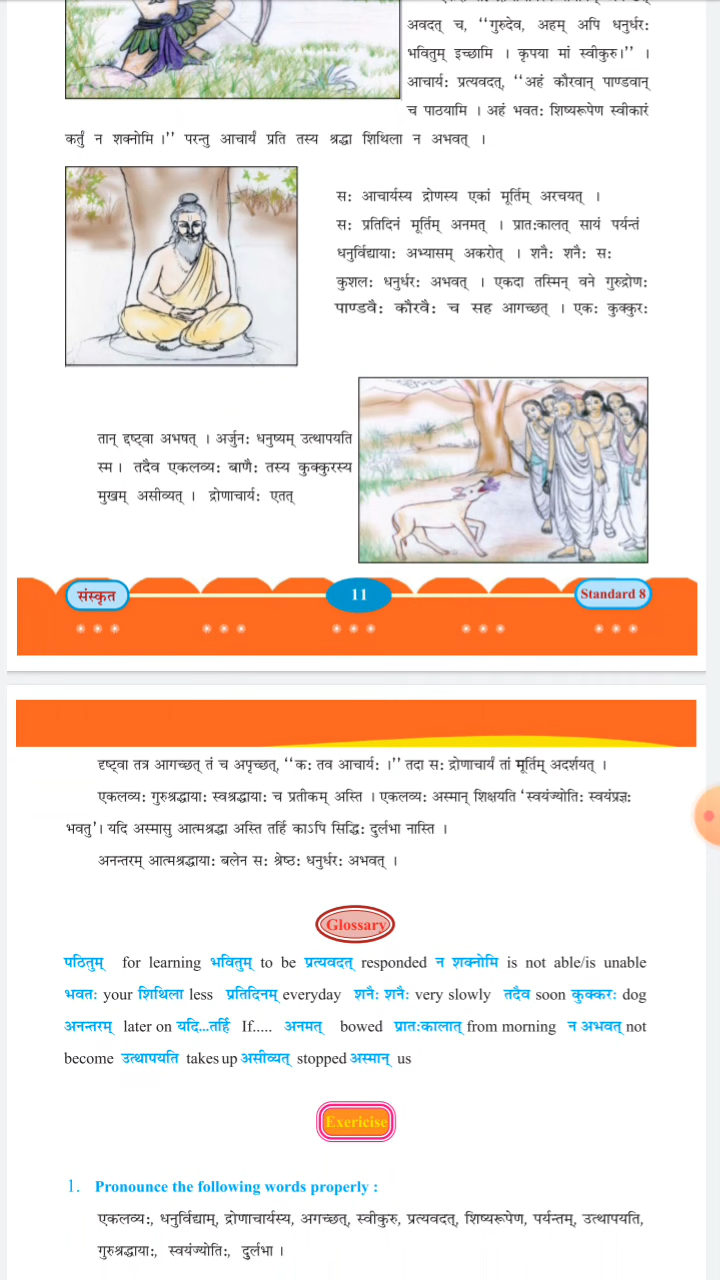 अवदत् च, ‘‘गुरुदेव, अहम् अपि धनुर्धरः
भवितुम् इच्छामि । कृपया मां स्वीकुरु।’’ ।
आचार्यः प्रत्यवदत्, ‘‘अहं कौरवान् पाण्डवान्
च पाठयामि । अहं भवतः शिष्यरूपेण स्वीकारं
कर्तुं न शक्नोमि ।’’ परन्तु आचार्यं प्रति तस्य श्रद्धा शिथिला न अभवत् ।
सः आचार्यस्य द्रोणस्य एकां मूर्तिम् अरचयत् ।
सः प्रतिदिनं मूर्तिम् अनमत् । प्रातःकालत् सायं पर्यन्तं
धनुर्विद्यायाः अभ्यासम् अकरोत् । शनैः शनैः सः
कुशलः धनुर्धरः अभवत् । एकदा तस्मिन् वने गुरुद्रोणः
पाण्डवैः कौरवैः च सह आगच्छत् । एकः कुक्कुरः
तान् दृष्ट्वा अभषत् । अर्जुनः धनुष्यम् उत्थापयति
स्म । तदैव एकलव्यः बाणैः तस्य कुक्कुरस्य
मुखम् असीव्यत् । द्रोणाचार्यः एतत्
संस्कृत 11 Standard 8
दृष्ट्वा तत्र आगच्छत् तं च अपृच्छत्, ‘‘कः तव आचार्यः ।’’ तदा सः द्रोणाचार्यं तां मूर्तिम् अदर्शयत् ।
एकलव्यः गुरुश्रद्धायाः स्वश्रद्धायाः च प्रतीकम् अस्ति । एकलव्यः अस्मान् शिक्षयति ‘स्वयंज्योतिः स्वयंप्रज्ञः
भवतु’। यदि अस्मासु आत्मश्रद्धा अस्ति तर्हि काऽपि सिद्धिः दुर्लभा नास्ति ।
अनन्तरम् आत्मश्रद्धायाः बलेन सः श्रेष्ठः धनुर्धरः अभवत् ।
Glossary
पठितुम् for learning भवितुम् to be प्रत्यवदत् responded न शक्नोमि is not able/is unable
भवतः your शिथिला less प्रतिदिनम् everyday शनैः शनैः very slowly तदैव soon कुक्करः dog
अनन्तरम् later on यदि...तर्हि If..... अनमत् bowed प्रातःकालात् from morning न अभवत् not
become उत्थापयति takes up असीव्यत् stopped अस्मान् us
Exericise
1. Pronounce the following words properly :
एकलव्यः, धनुर्विद्याम्, द्रोणाचार्यस्य, अगच्छत्, स्वीकुरु, प्रत्यवदत्, शिष्यरूपेण, पर्यन्तम्, उत्थापयति,
गुरुश्रद्धायाः, स्वयंज्योतिः, दुर्लभा ।